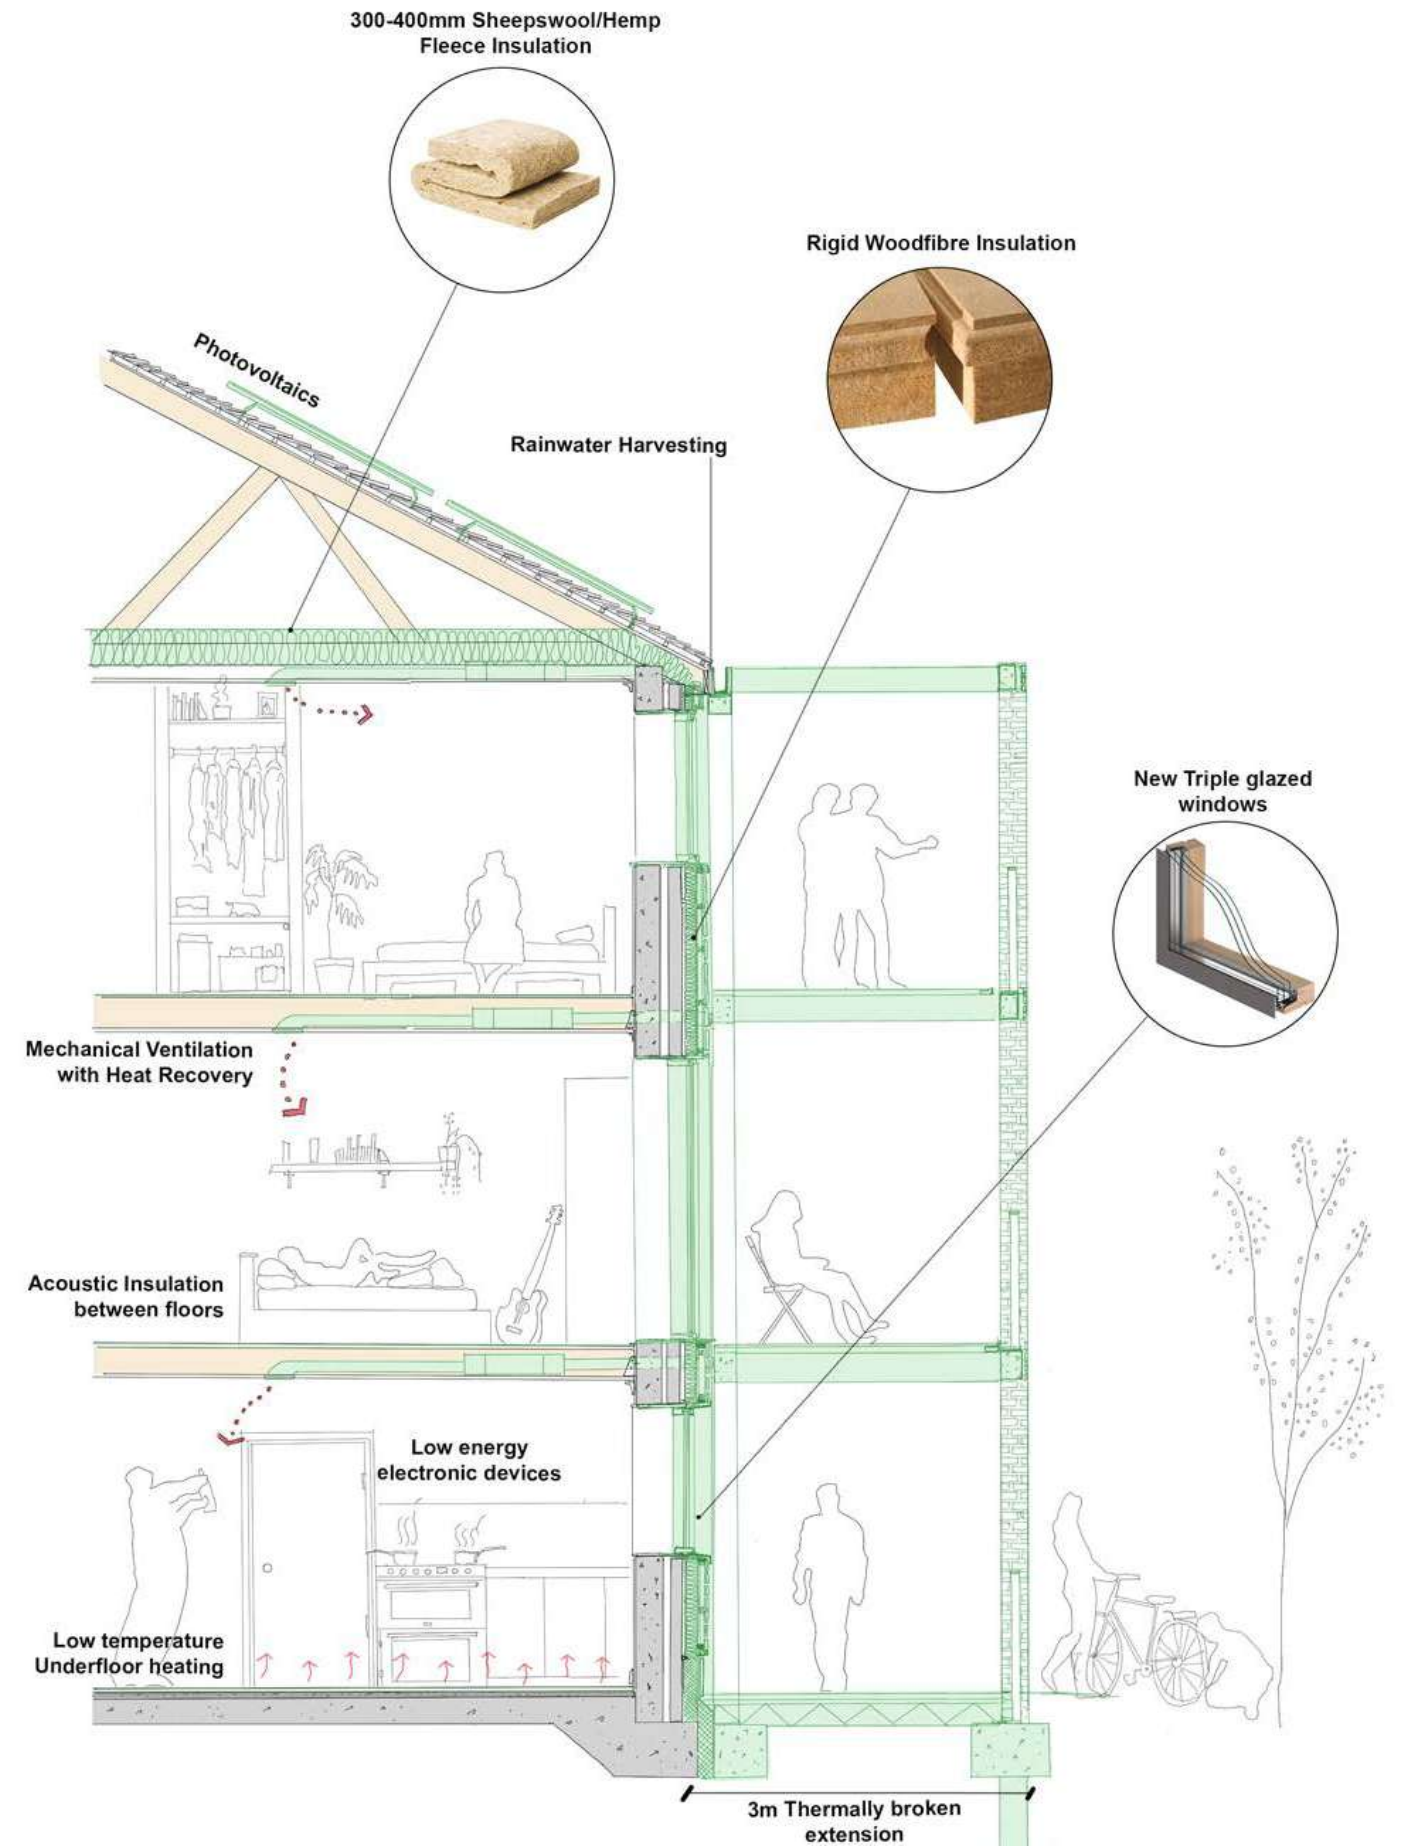 300-400mm Sheepswool/Hemp
Fleece Insulation
Rigid Woodfibre Insulation
Photovoltaics
Rainwater Harvesting
New Triple glazed
windows
Mechanical Ventilation
with Heat Recovery
Acoustic Insulation
between floors
Low energy
electronic devices
Low temperature
Underfloor heating
3m Thermally broken
extension